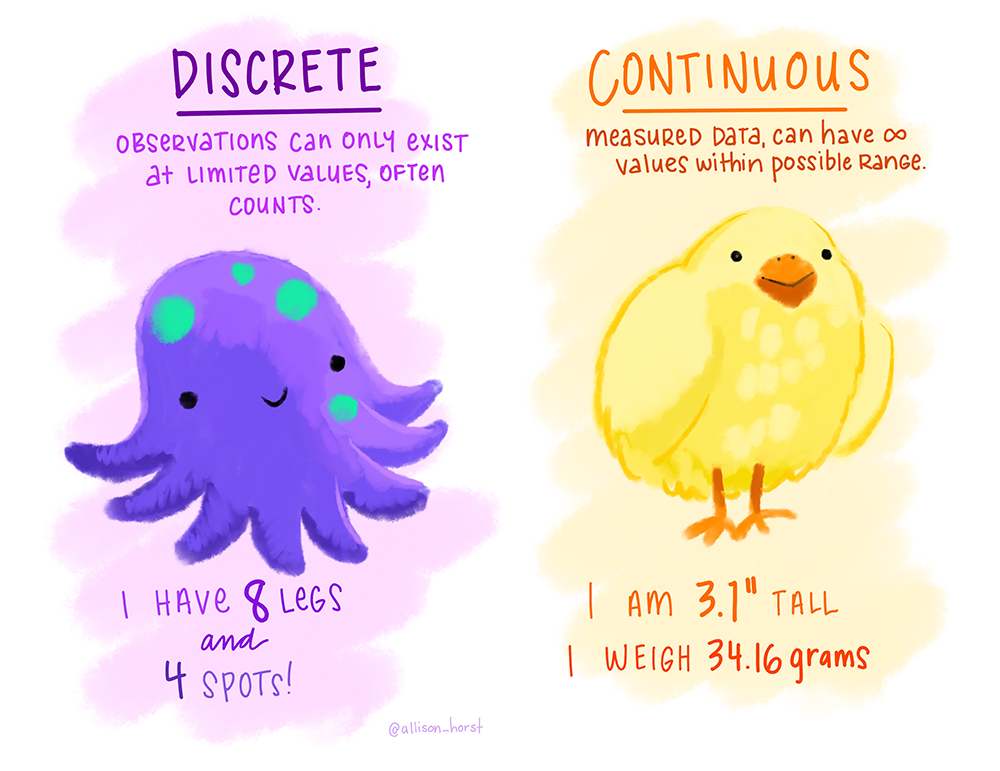 DISCRETE
OBSERVATIONS CAN ONLY EXIST
AT LIMITED VALUES, OFTEN
COUNTS.
I HAVE 8 LEGS
and
4 SPOTS!
CONTINUOUS
measured DATA, can have ∞
values within possible range.
I AM 3.1" TALL
I WEIGH 34.16 grams
@allison_horst